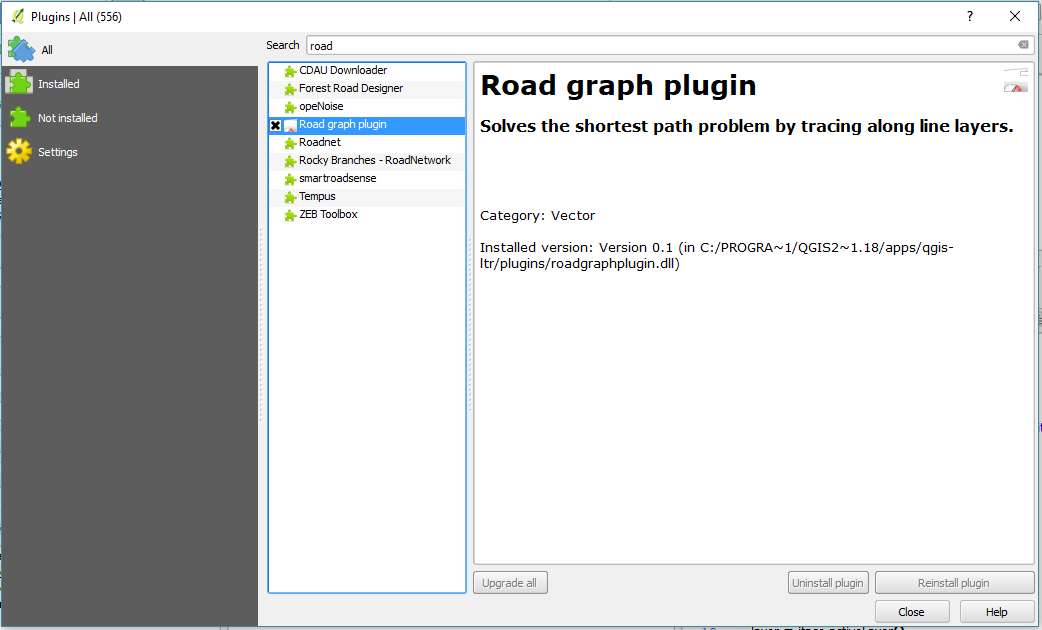 Plugins | All (556)
?
All
Installed
Not installed
Settings
Search
road
CDAU Downloader
Forest Road Designer
opeNoise
Road graph plugin
Roadnet
Rocky Branches - RoadNetwork
smartroadsense
Tempus
ZEB Toolbox
Road graph plugin
Solves the shortest path problem by tracing along line layers.
Category: Vector
Installed version: Version 0.1 (in C:/PROGRA~1/QGIS2~1.18/apps/qgis-
ltr/plugins/roadgraphplugin.dll)
Upgrade all
Uninstall plugin
Reinstall plugin
Close
Help